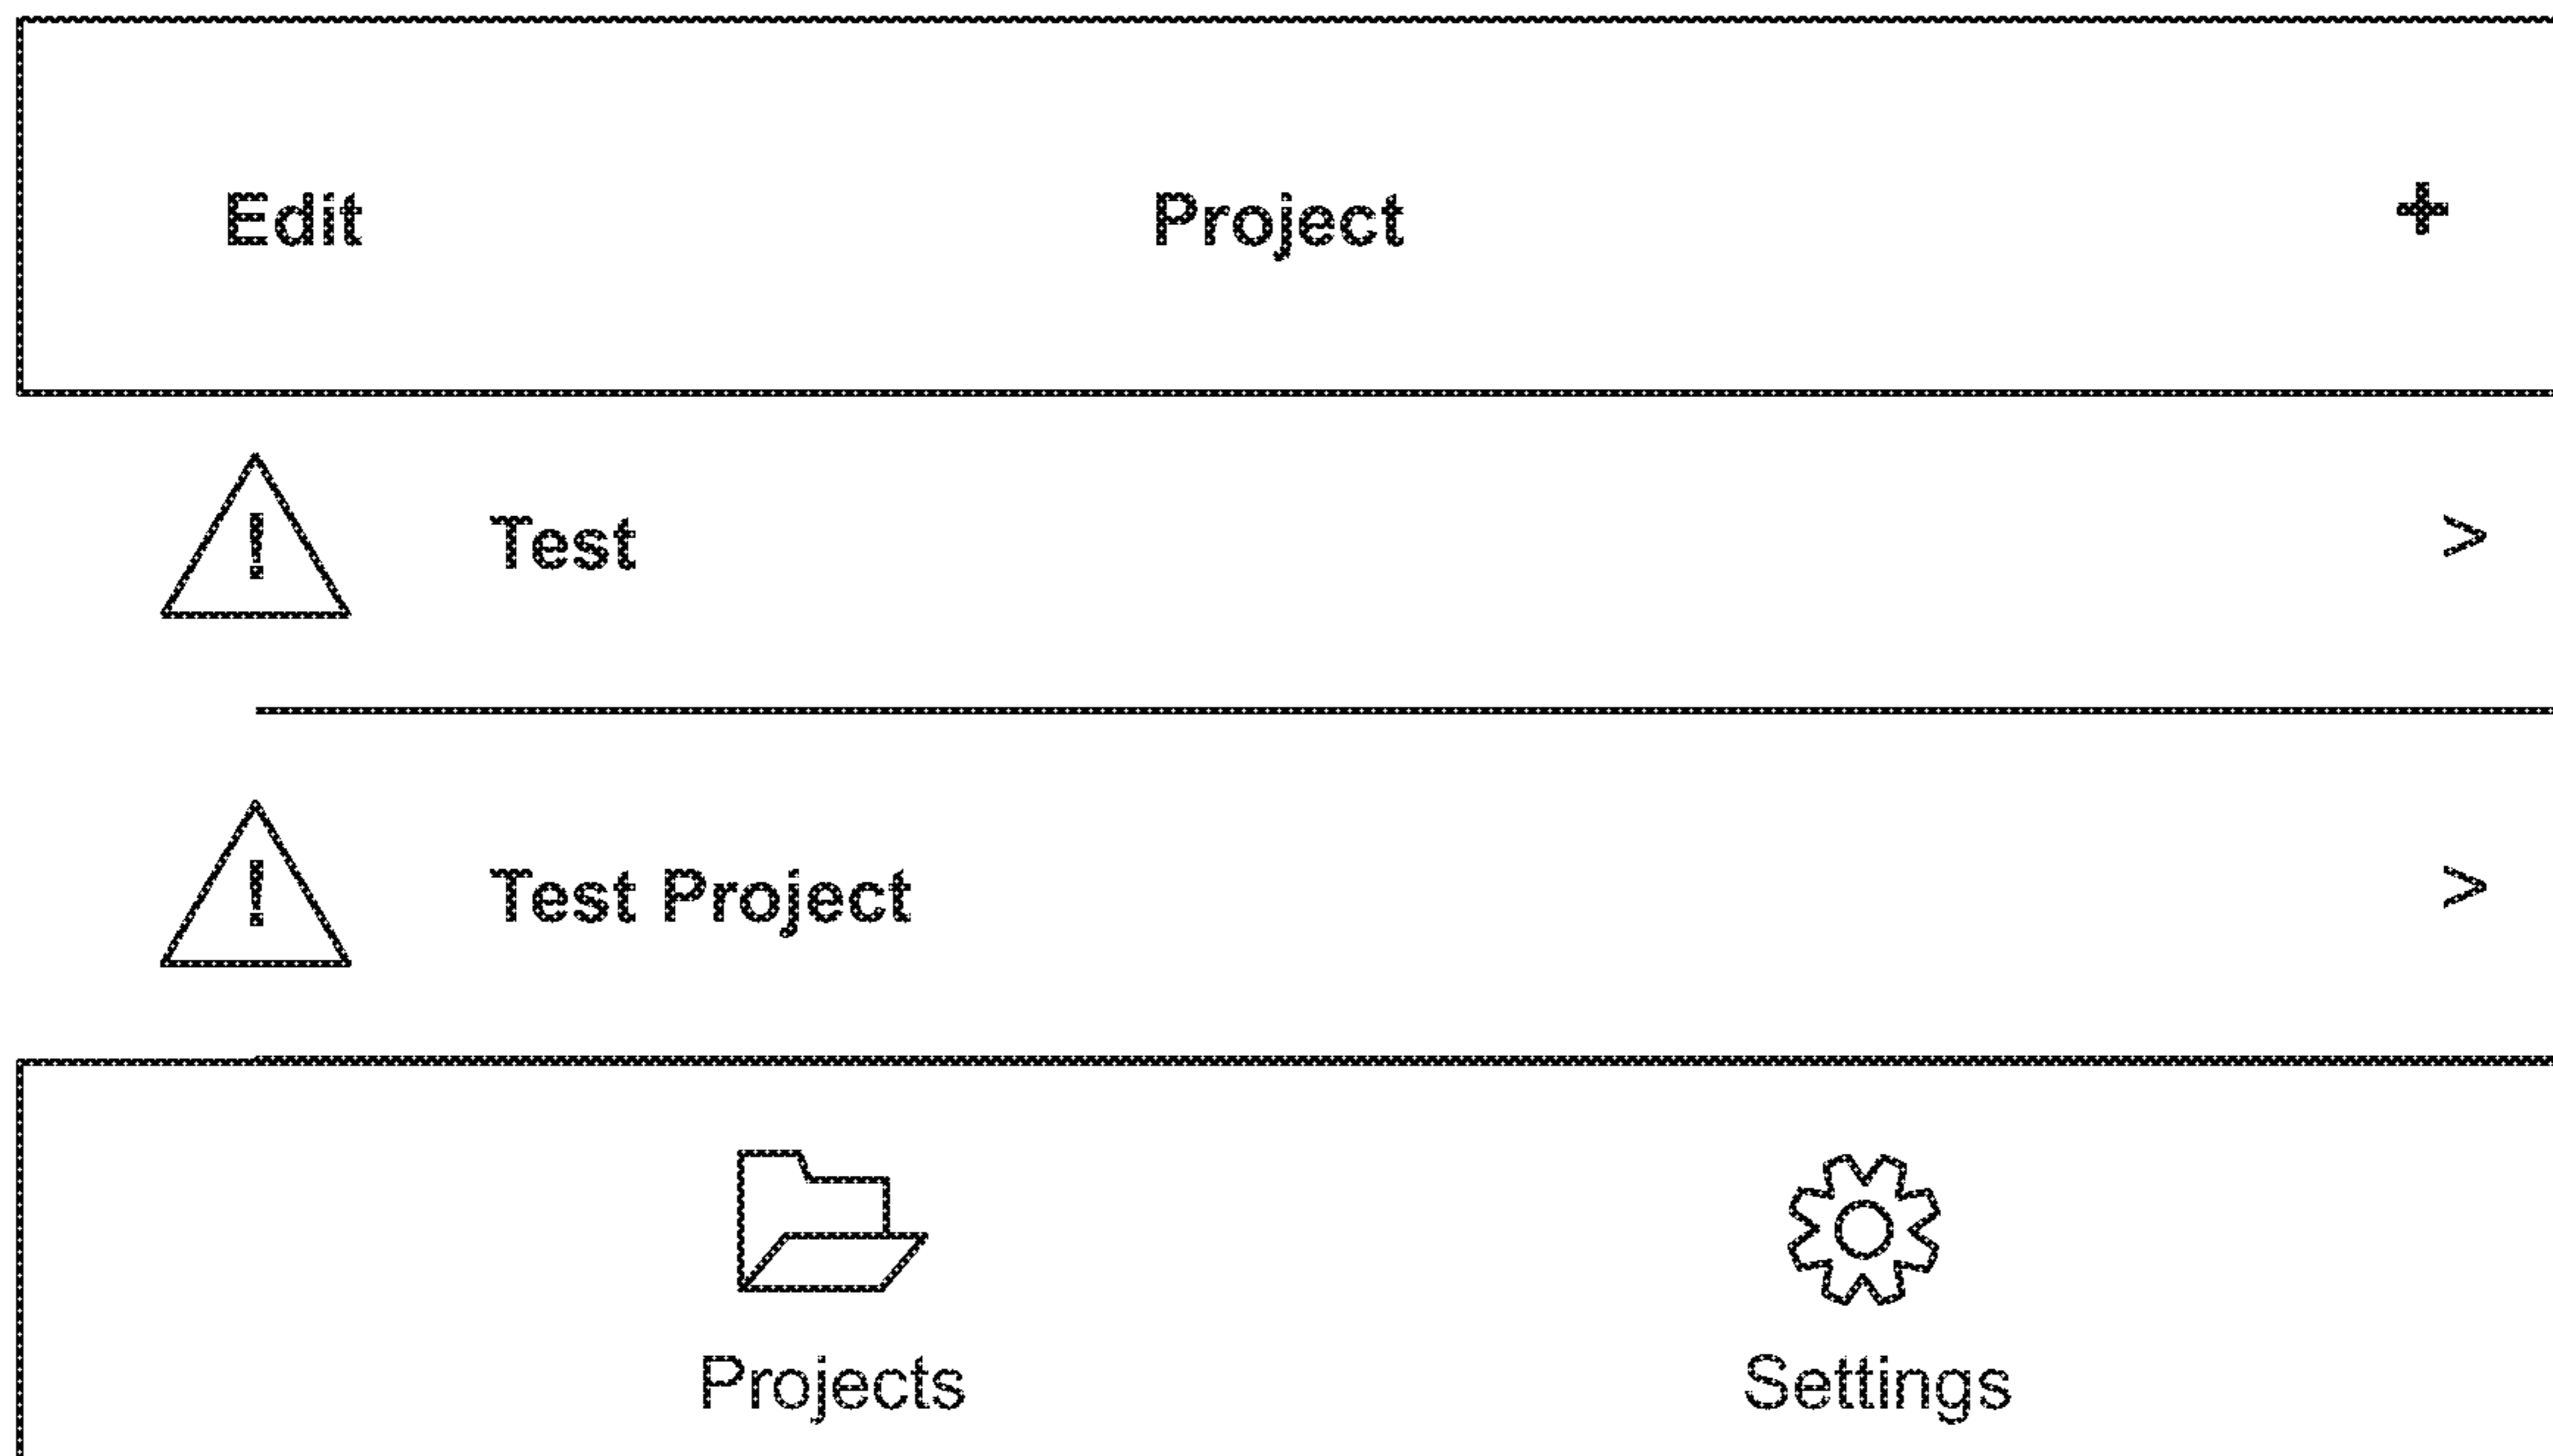 Edit Project +
! Test >
! Test Project >
Projects Settings